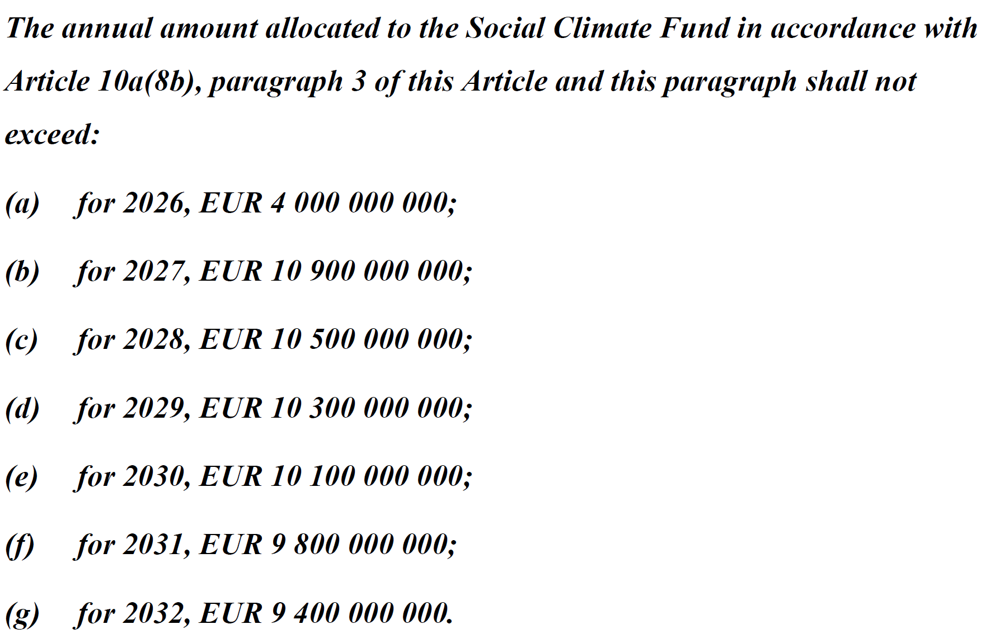 The annual amount allocated to the Social Climate Fund in accordance with
Article 10a(8b), paragraph 3 of this Article and this paragraph shall not
exceed:
(a) for 2026, EUR 4 000 000 000;
(b) for 2027, EUR 10 900 000 000;
(c) for 2028, EUR 10 500 000 000;
(d) for 2029, EUR 10 300 000 000;
(e) for 2030, EUR 10 100 000 000;
(f) for 2031, EUR 9 800 000 000;
(g) for 2032, EUR 9 400 000 000.